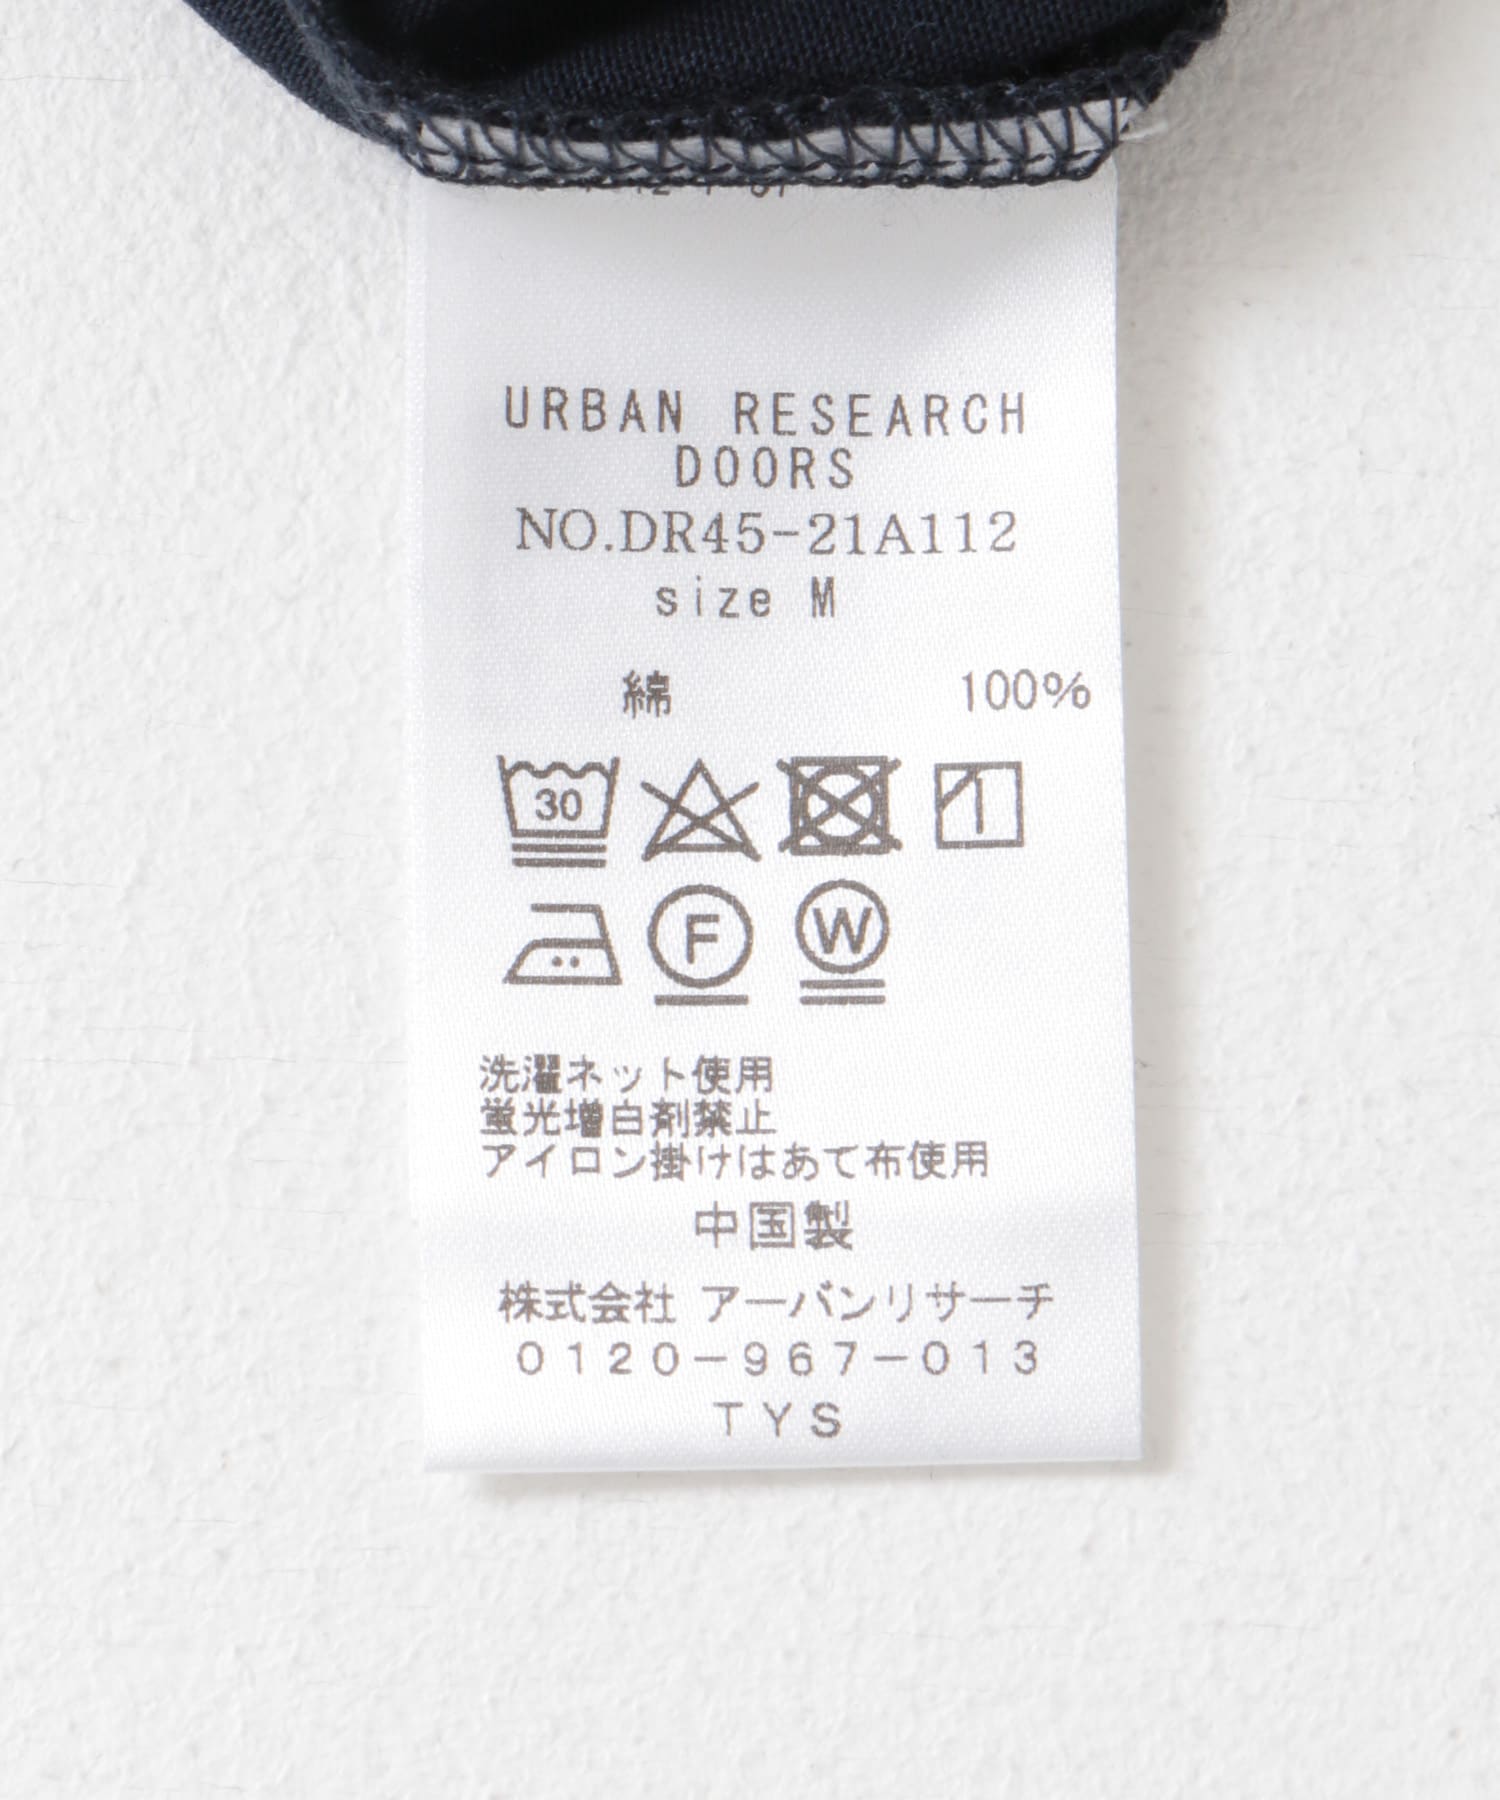 URBAN RESEARCH
DOORS
NO.DR45-21A112
size M
綿 100%
30
F W
洗濯ネット使用
蛍光増白剤禁止
アイロン掛けはあて布使用
中国製
株式会社 アーバンリサーチ
0120-967-013
TYS